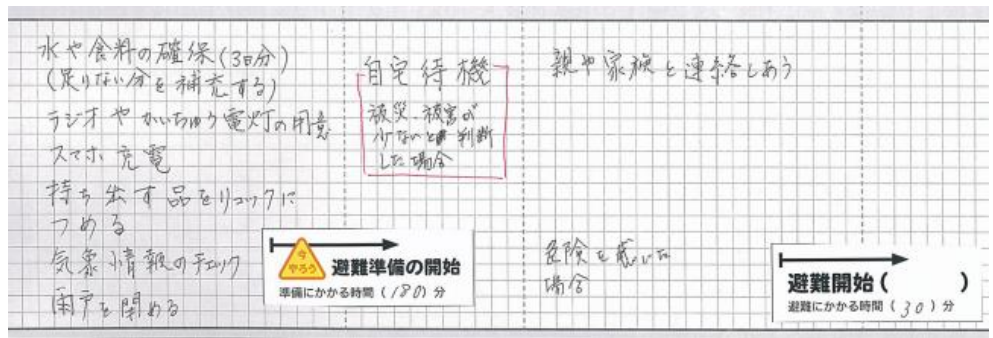 水や食料の確保(3日分)
(足りない分を補充する)
ラジオやかいちゅう電灯の用意
スマホ充電
持ち出す品をリュックに
つめる
気象情報のチェック
雨戸を閉める
自宅待機
被災、被害が
少ないと判断
した場合
今
やろう
避難準備の開始
準備にかかる時間(180)分
親や家族と連絡しあう
危険を感いた
場合
避難開始( )
避難にかかる時間(30)分